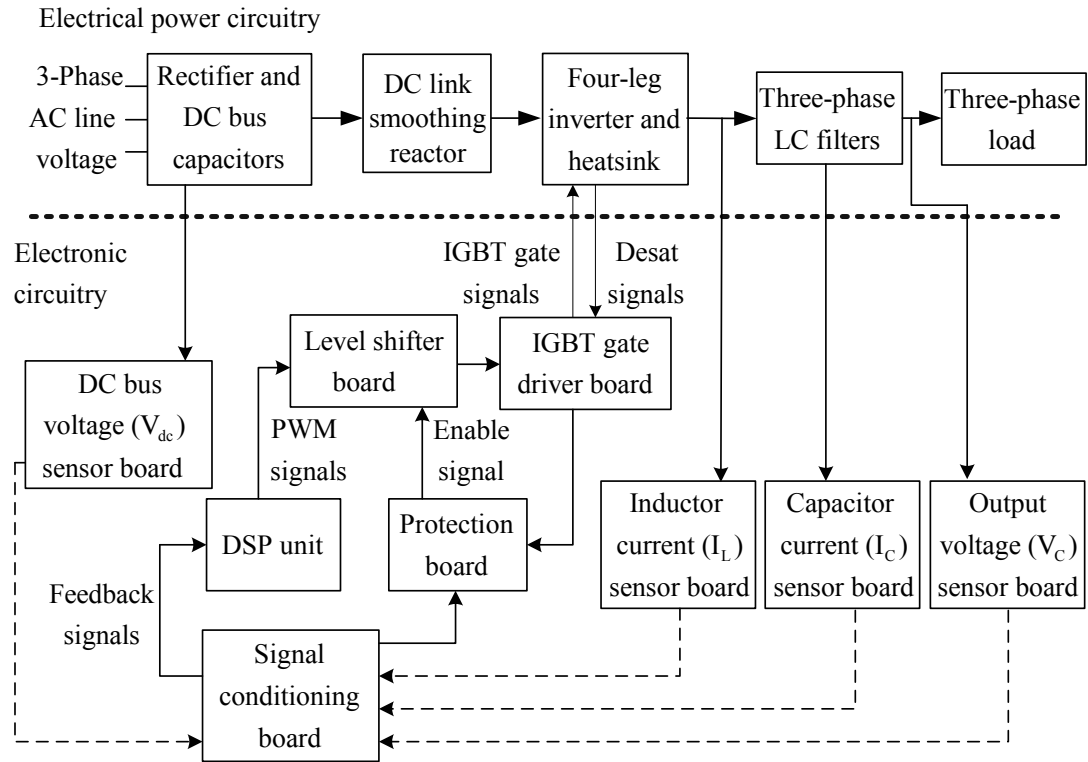 Electrical power circuitry
3-Phase
AC line
voltage
Rectifier and
DC bus
capacitors
DC link
smoothing
reactor
Four-leg
inverter and
heatsink
Three-phase
LC filters
Three-phase
load
Electronic
circuitry
IGBT gate
signals
Desat
signals
Level shifter
board
IGBT gate
driver board
DC bus
voltage (Vdc)
sensor board
PWM
signals
Enable
signal
DSP unit
Protection
board
Inductor
current (IL)
sensor board
Capacitor
current (IC)
sensor board
Output
voltage (VC)
sensor board
Feedback
signals
Signal
conditioning
board